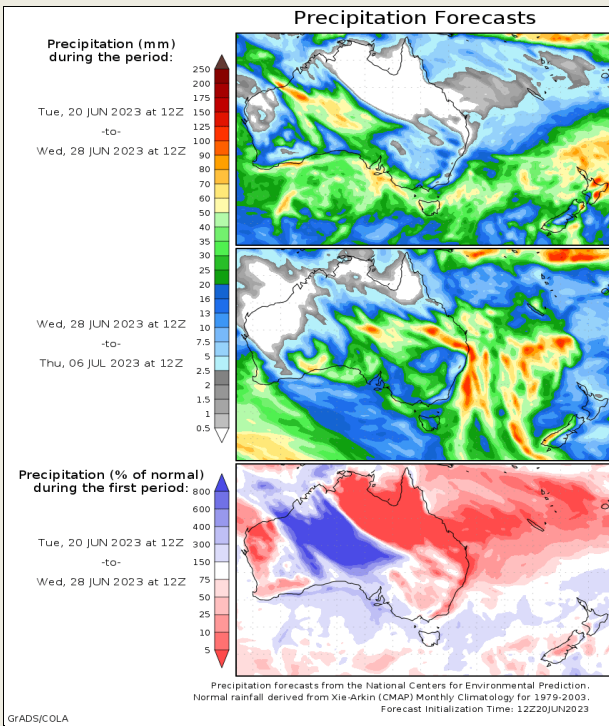 Precipitation Forecasts
Precipitation (mm)
during the period:
Tue, 20 JUN 2023 at 12Z
-to-
Wed, 28 JUN 2023 at 12Z
250
200
175
150
125
100
90
80
70
60
50
40
35
30
25
20
16
13
10
7.5
5
2.5
2
1.5
1
0.5
Wed, 28 JUN 2023 at 12Z
-to-
Thu, 06 JUL 2023 at 12Z
Precipitation (% of normal)
during the first period:
Tue, 20 JUN 2023 at 12Z
-to-
Wed, 28 JUN 2023 at 12Z
800
600
400
300
150
75
50
25
10
5
Precipitation forecasts from the National Centers for Environmental Prediction.
Normal rainfall derived from Xie-Arkin (CMAP) Monthly Climatology for 1979-2003.
Forecast Initialization Time: 12Z20JUN2023
GrADS/COLA